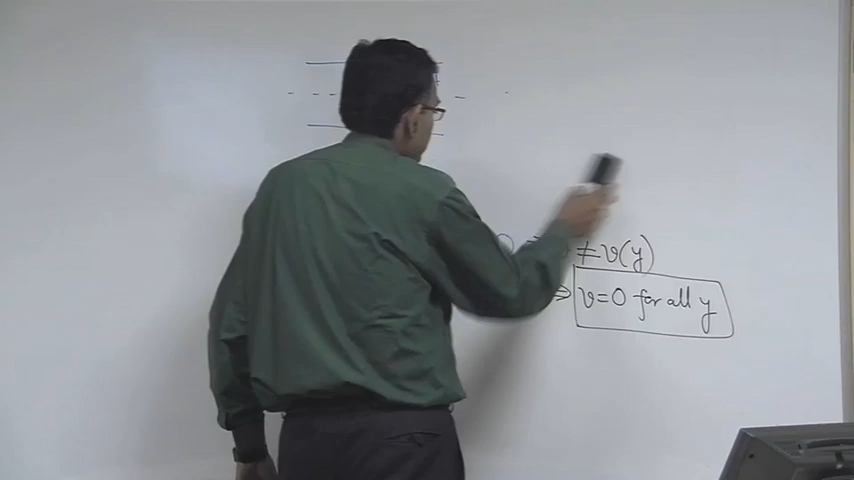 ≠ v(y)
⇒ v=0 for all y